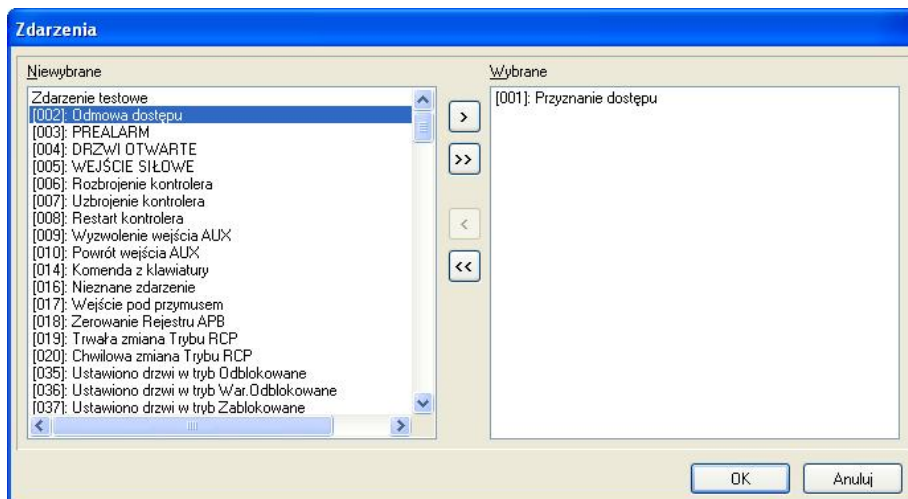 Zdarzenia
Niewybrane
Zdarzenie testowe
[002]: Odmowa dostępu
[003]: PREALARM
[004]: DRZWI OTWARTE
[005]: WEJŚCIE SIŁOWE
[006]: Rozbrojenie kontrolera
[007]: Uzbrojenie kontrolera
[008]: Restart kontrolera
[009]: Wyzwolenie wejścia AUX
[010]: Powrót wejścia AUX
[014]: Komenda z klawiatury
[016]: Nieznane zdarzenie
[017]: Wejście pod przymusem
[018]: Zerowanie Rejestru APB
[019]: Trwała zmiana Trybu RCP
[020]: Chwilowa zmiana Trybu RCP
[035]: Ustawiono drzwi w tryb Odblokowane
[036]: Ustawiono drzwi w tryb War.Odblokowane
[037]: Ustawiono drzwi w tryb Zablokowane
>
>>
<
<<
Wybrane
[001]: Przyznanie dostępu
OK
Anuluj